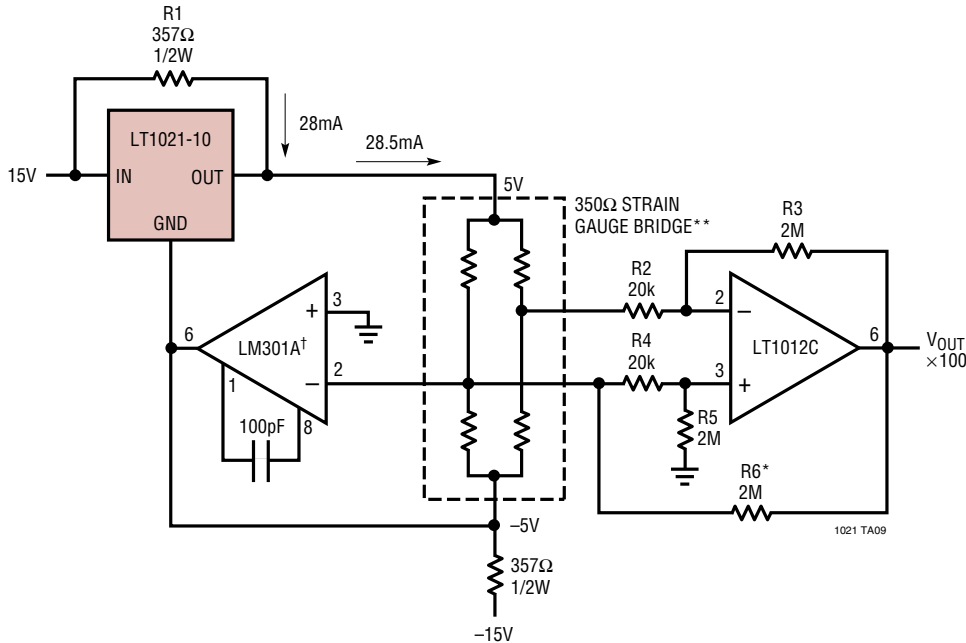 R1
357Ω
1/2W
LT1021-10
28mA
28.5mA
15V
IN
OUT
GND
5V
350Ω STRAIN
GAUGE BRIDGE**
R3
2M
R2
20k
3
+
2
–
6
LM301A†
LT1012C
6
VOUT
×100
R4
20k
2
–
3
+
1
8
100pF
R5
2M
R6*
2M
–5V
1021 TA09
357Ω
1/2W
–15V